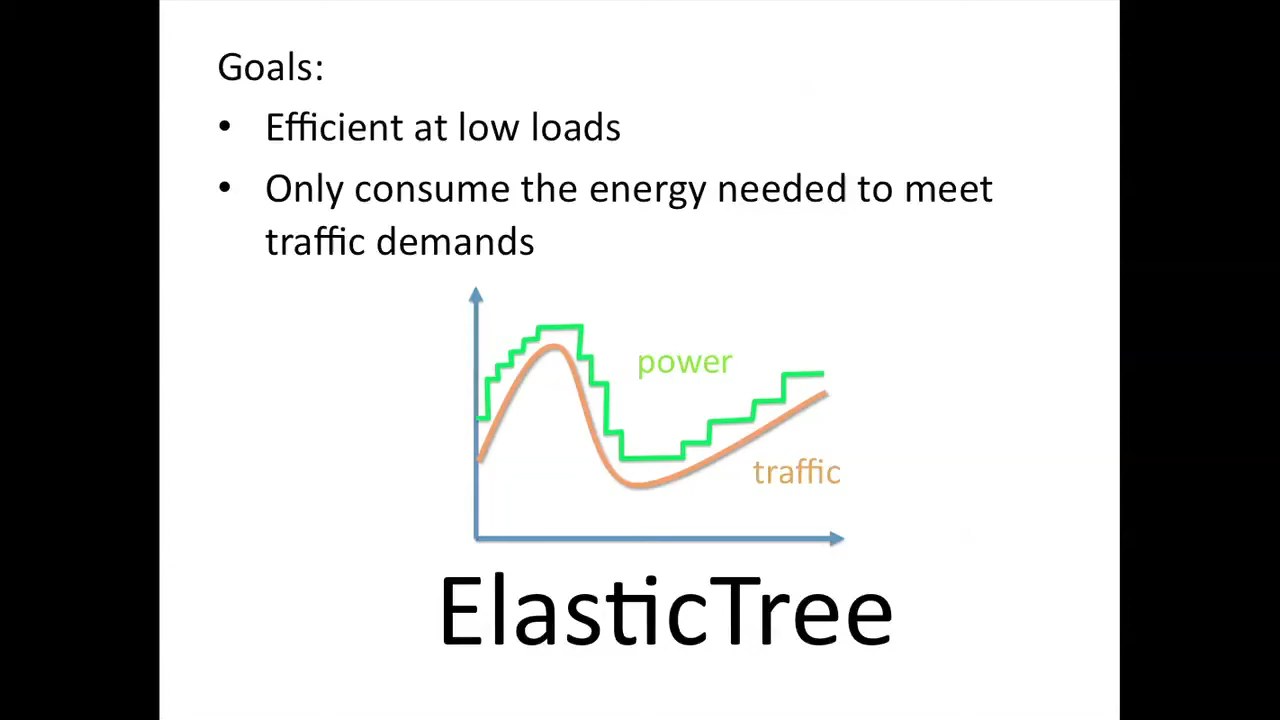 Goals:
• Efficient at low loads
• Only consume the energy needed to meet
traffic demands
power
traffic
ElasticTree